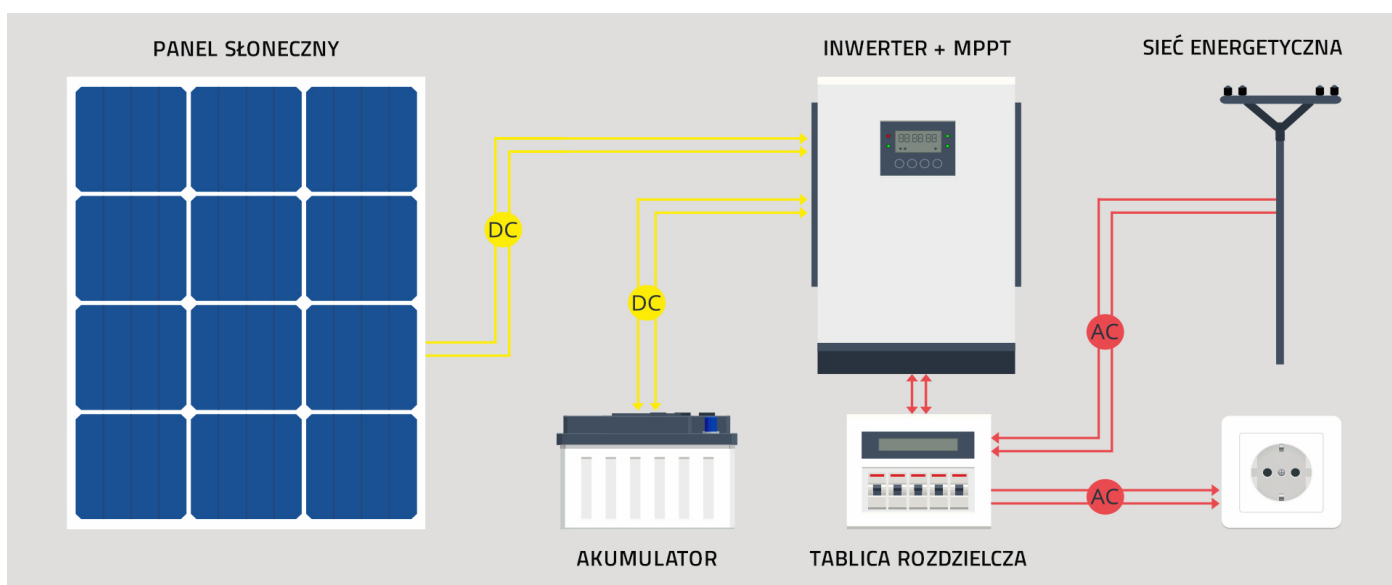 PANEL SŁONECZNY
INWERTER + MPPT
SIEĆ ENERGETYCZNA
DC
DC
AC
AC
AKUMULATOR
TABLICA ROZDZIELCZA